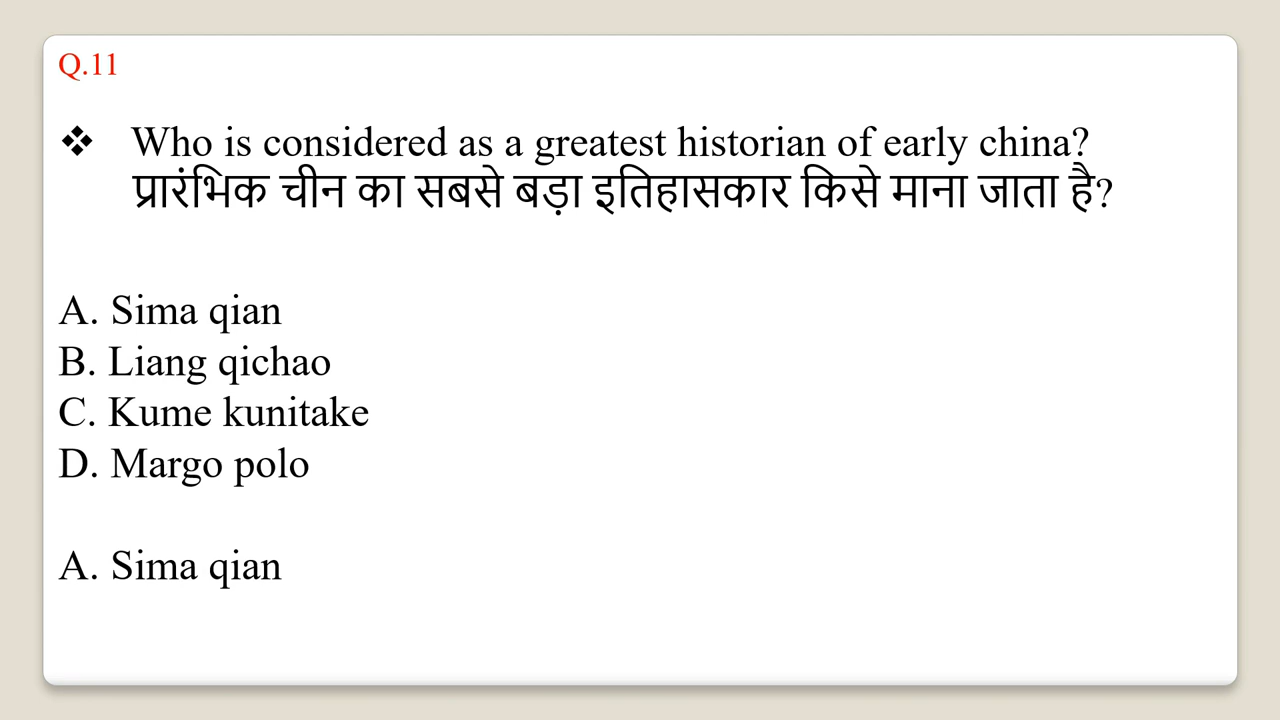 Q.11
❖ Who is considered as a greatest historian of early china?
प्रारंभिक चीन का सबसे बड़ा इतिहासकार किसे माना जाता है?
A. Sima qian
B. Liang qichao
C. Kume kunitake
D. Margo polo
A. Sima qian